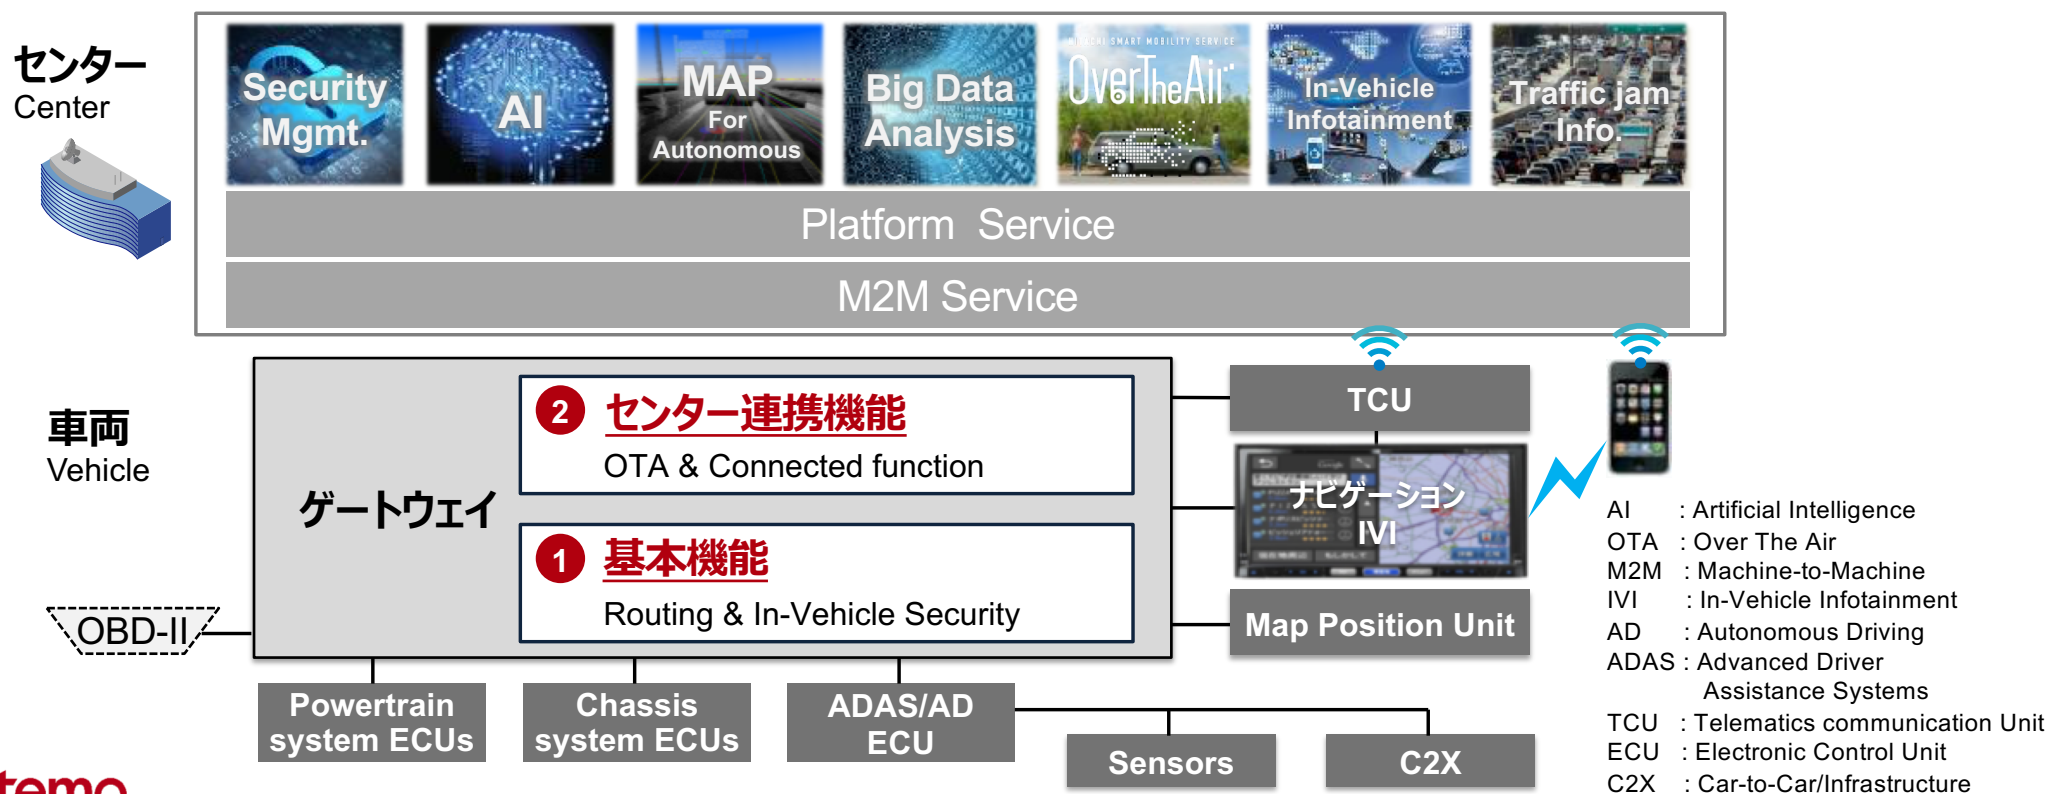 センター
Center
Security
Mgmt.
AI
MAP
For
Autonomous
Big Data
Analysis
HITACHI SMART MOBILITY SERVICE
OverTheAir
In-Vehicle
Infotainment
Traffic jam
Info.
Platform Service
M2M Service
車両
Vehicle
ゲートウェイ
2 センター連携機能
OTA & Connected function
1 基本機能
Routing & In-Vehicle Security
OBD-II
TCU
ナビゲーション
IVI
Map Position Unit
Powertrain
system ECUs
Chassis
system ECUs
ADAS/AD
ECU
Sensors
C2X
AI : Artificial Intelligence
OTA : Over The Air
M2M : Machine-to-Machine
IVI : In-Vehicle Infotainment
AD : Autonomous Driving
ADAS : Advanced Driver
Assistance Systems
TCU : Telematics communication Unit
ECU : Electronic Control Unit
C2X : Car-to-Car/Infrastructure